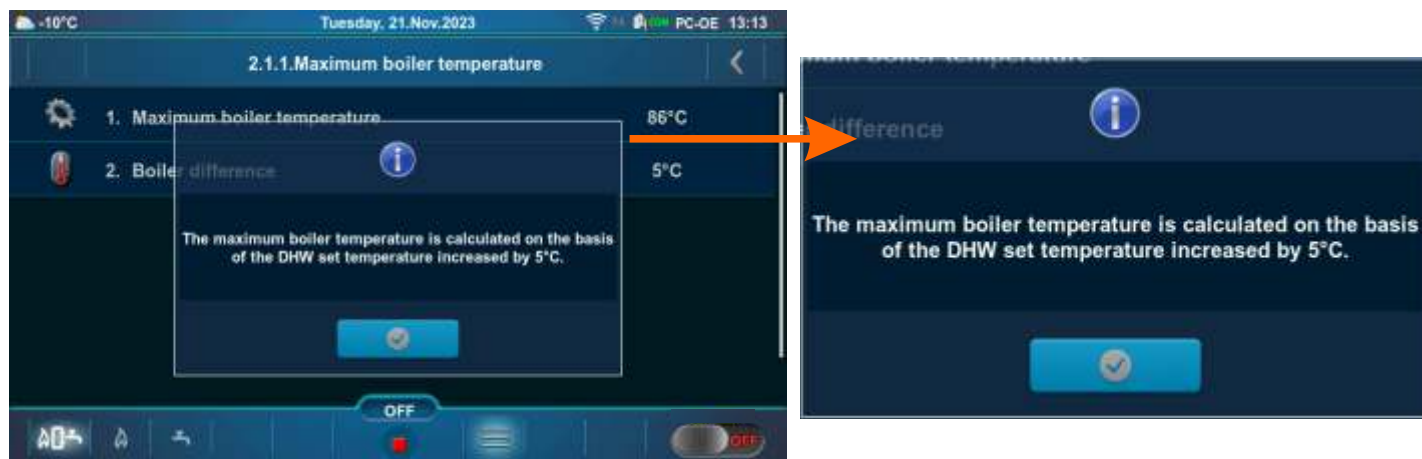 -10°C Tuesday, 21.Nov.2023 PC-OE 13:13
2.1.1.Maximum boiler temperature
1. Maximum boiler temperature 86°C
2. Boiler difference 5°C
The maximum boiler temperature is calculated on the basis
of the DHW set temperature increased by 5°C.
OFF
OFF
difference
The maximum boiler temperature is calculated on the basis
of the DHW set temperature increased by 5°C.